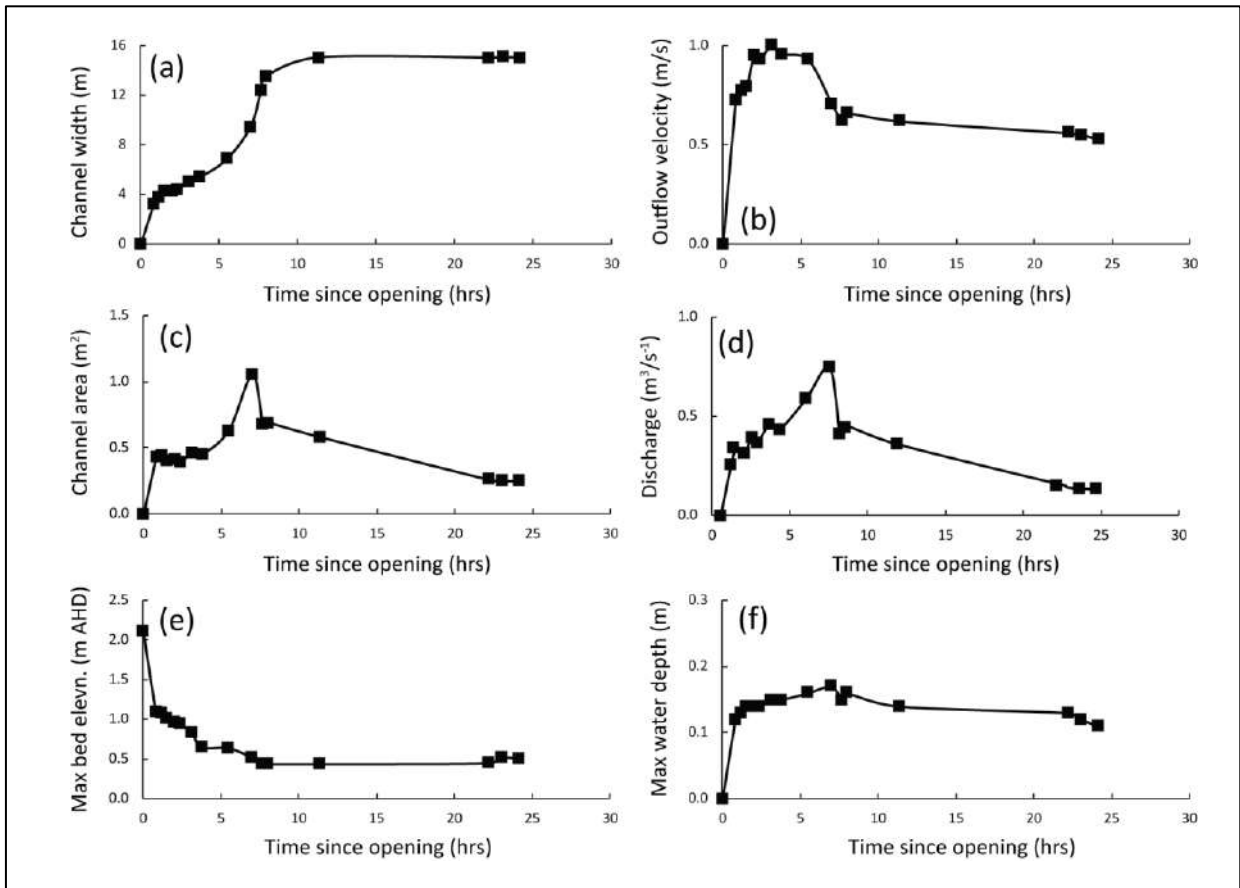 (a)
Channel width (m)
16
12
8
4
0
0 5 10 15 20 25 30
Time since opening (hrs)
(b)
Outflow velocity (m/s)
1.0
0.5
0.0
0 5 10 15 20 25 30
Time since opening (hrs)
(c)
Channel area (m²)
1.5
1.0
0.5
0.0
0 5 10 15 20 25 30
Time since opening (hrs)
(d)
Discharge (m³/s⁻¹)
1.0
0.5
0.0
0 5 10 15 20 25 30
Time since opening (hrs)
(e)
Max bed elevn. (m AHD)
2.5
2.0
1.5
1.0
0.5
0.0
0 5 10 15 20 25 30
Time since opening (hrs)
(f)
Max water depth (m)
0.3
0.2
0.1
0.0
0 5 10 15 20 25 30
Time since opening (hrs)